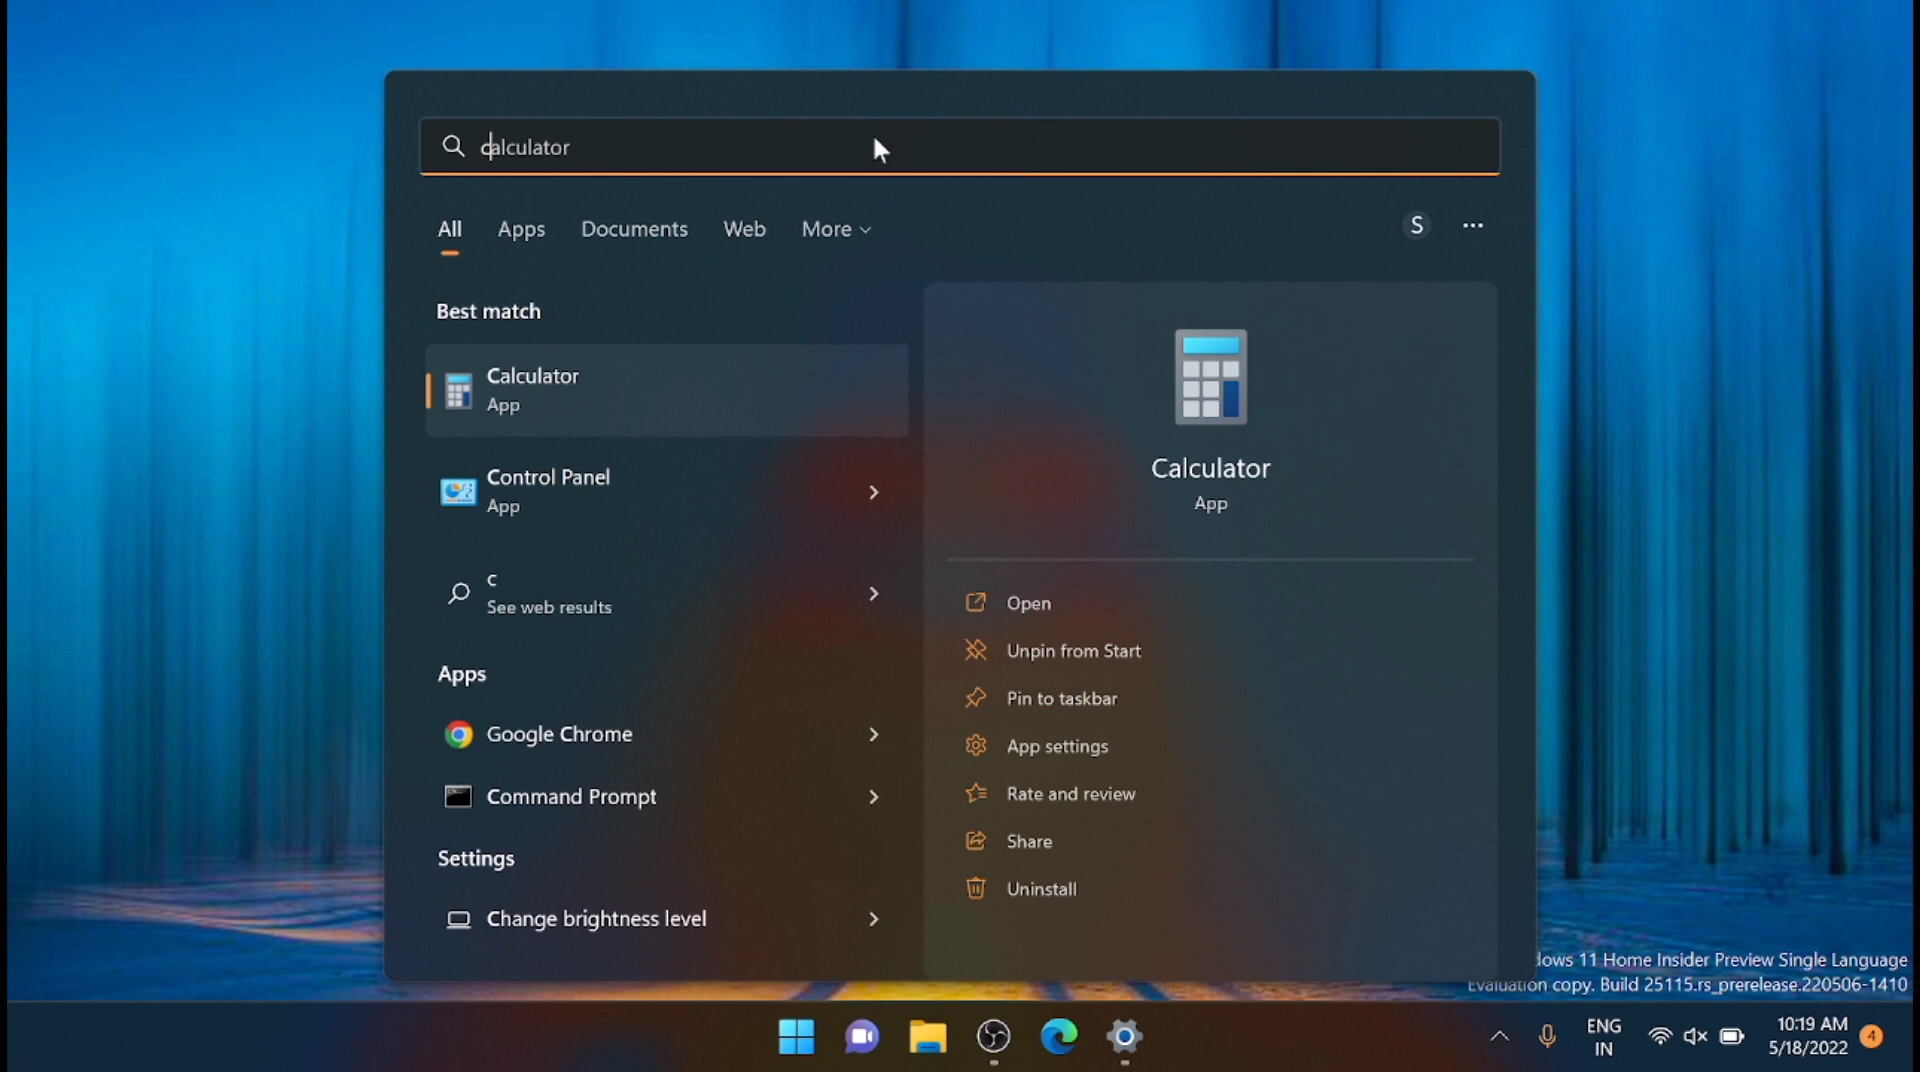 calculator
All Apps Documents Web More
S
Best match
Calculator
App
Control Panel
App
c
See web results
Apps
Google Chrome
Command Prompt
Settings
Change brightness level
Calculator
App
Open
Unpin from Start
Pin to taskbar
App settings
Rate and review
Share
Uninstall
dows 11 Home Insider Preview Single Language
Evaluation copy. Build 25115.rs_prerelease.220506-1410
ENG
IN
10:19 AM
5/18/2022
4